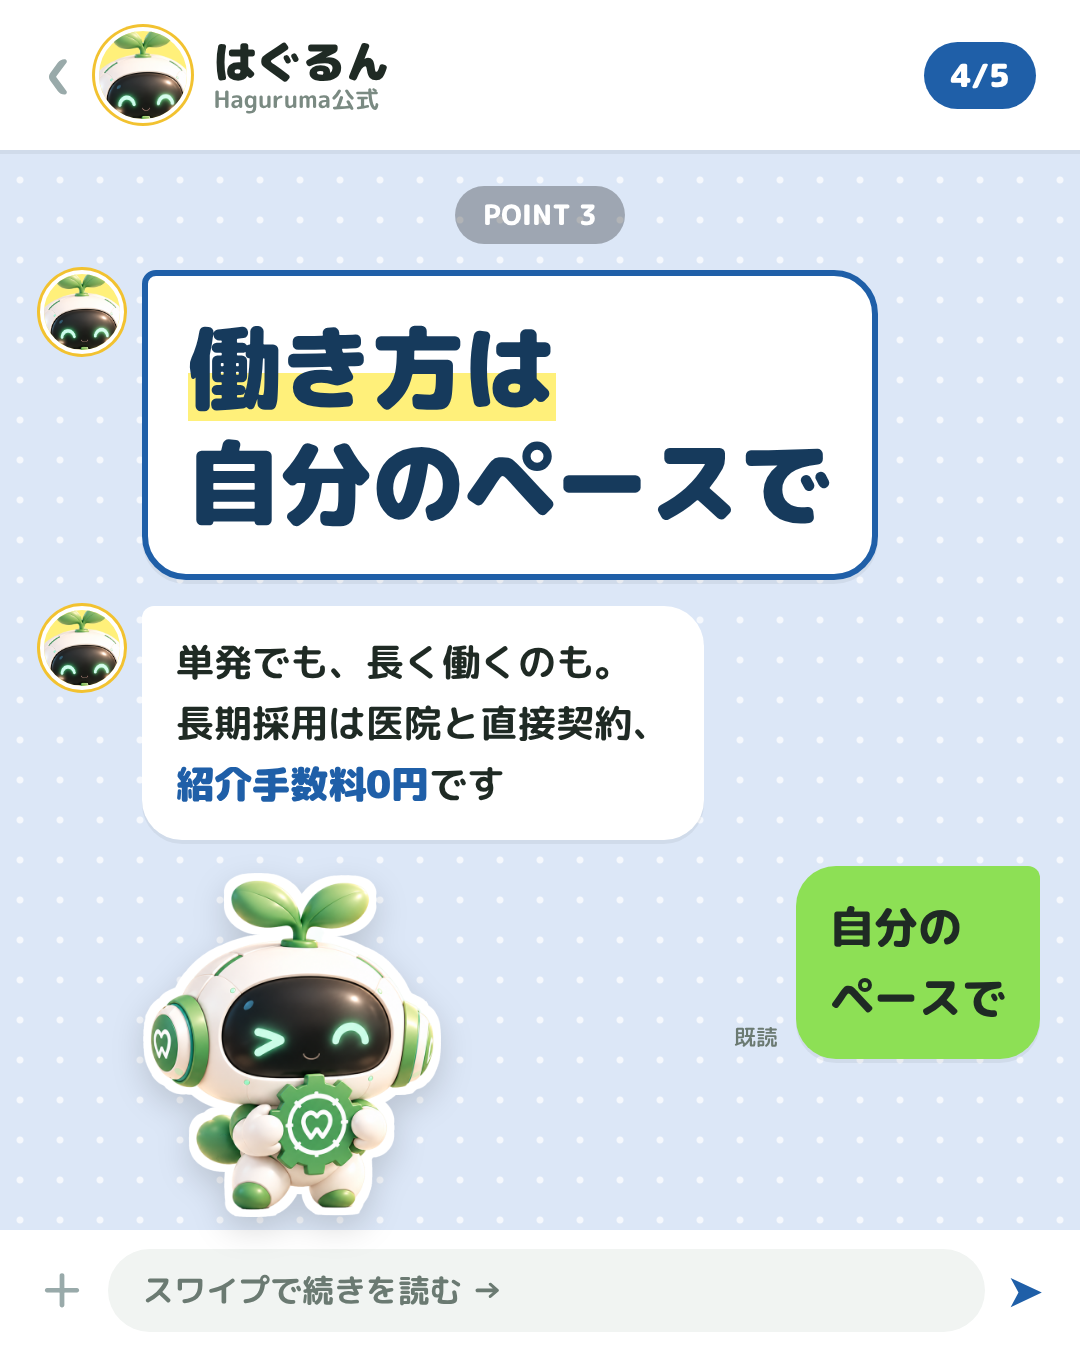 はぐるん
Haguruma公式
4/5
POINT 3
働き方は
自分のペースで
単発でも、長く働くのも。
長期採用は医院と直接契約、
紹介手数料0円です
自分の
ペースで
既読
スワイプで続きを読む →